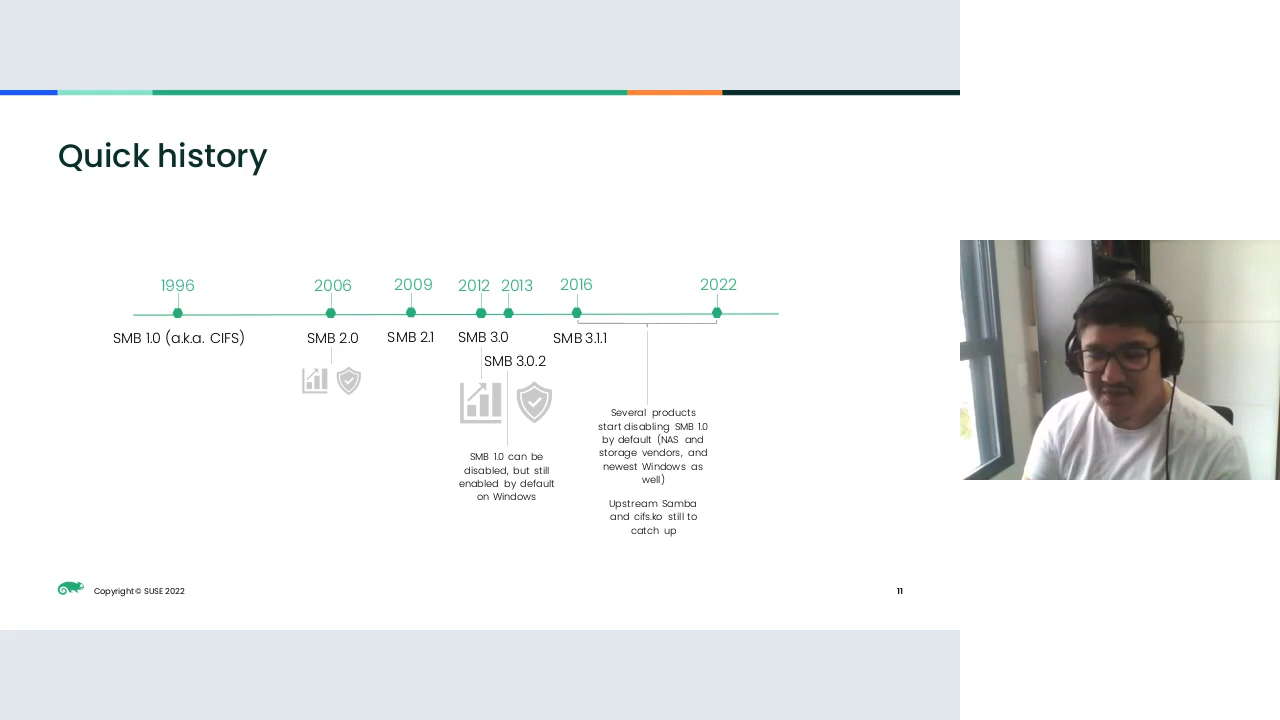 Quick history
1996
2006
2009
2012
2013
2016
2022
SMB 1.0 (a.k.a. CIFS)
SMB 2.0
SMB 2.1
SMB 3.0
SMB 3.1.1
SMB 3.0.2
SMB 1.0 can be
disabled, but still
enabled by default
on Windows
Several products
start disabling SMB 1.0
by default (NAS and
storage vendors, and
newest Windows as
well)
Upstream Samba
and cifs.ko still to
catch up
Copyright © SUSE 2022
11